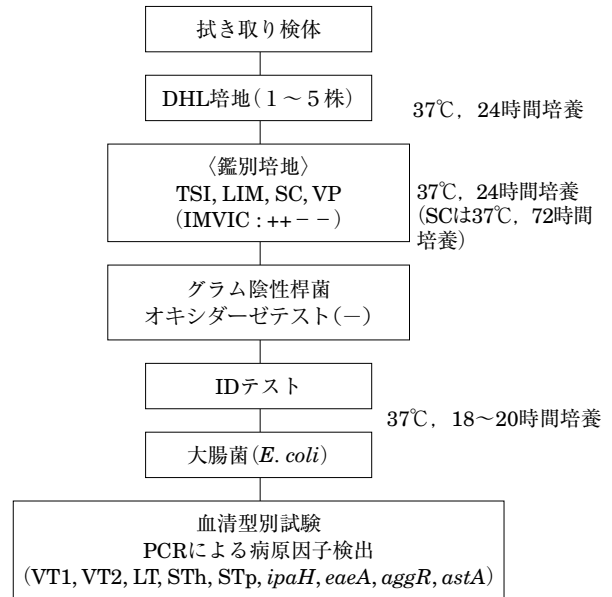 拭き取り検体
DHL培地(1～5株)
37℃，24時間培養
〈鑑別培地〉
TSI, LIM, SC, VP
(IMVIC : ++－－)
37℃，24時間培養
(SCは37℃，72時間
培養)
グラム陰性桿菌
オキシダーゼテスト(－)
IDテスト
37℃，18～20時間培養
大腸菌(E. coli)
血清型別試験
PCRによる病原因子検出
(VT1, VT2, LT, STh, STp, ipaH, eaeA, aggR, astA)